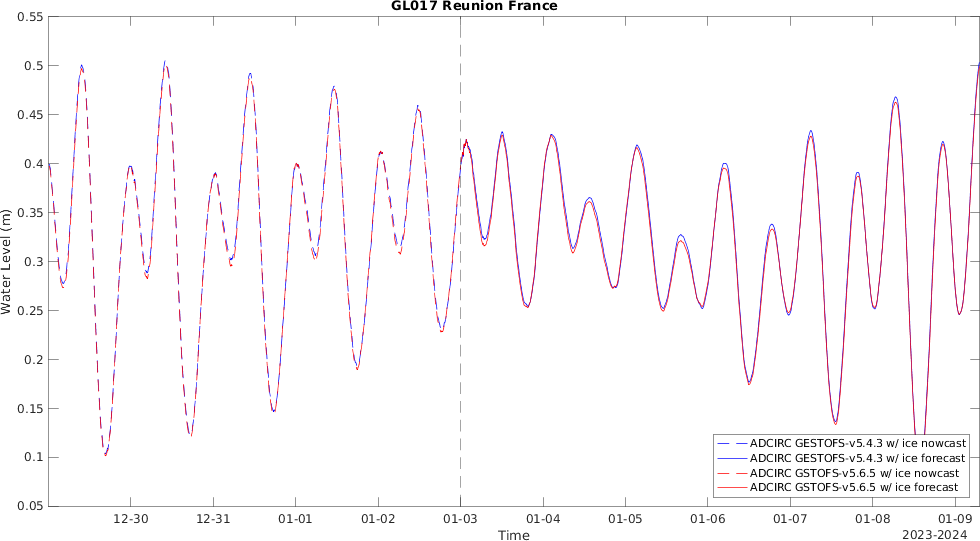 GL017 Reunion France
0.55
0.5
0.45
0.4
0.35
0.3
0.25
0.2
0.15
0.1
0.05
Water Level (m)
ADCIRC GESTOFS-v5.4.3 w/ ice nowcast
ADCIRC GESTOFS-v5.4.3 w/ ice forecast
ADCIRC GSTOFS-v5.6.5 w/ ice nowcast
ADCIRC GSTOFS-v5.6.5 w/ ice forecast
12-30 12-31 01-01 01-02 01-03 01-04 01-05 01-06 01-07 01-08 01-09
Time
2023-2024